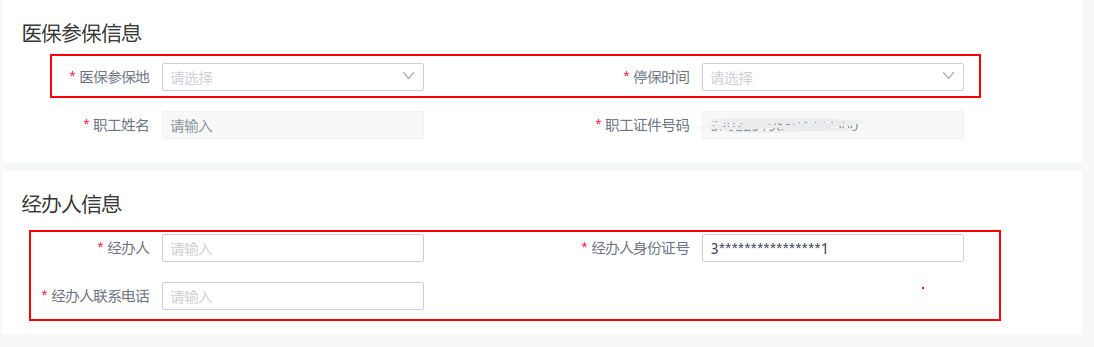 医保参保信息
* 医保参保地 请选择 * 停保时间 请选择
* 职工姓名 请输入 * 职工证件号码
经办人信息
* 经办人 请输入 * 经办人身份证号 3****************1
* 经办人联系电话 请输入